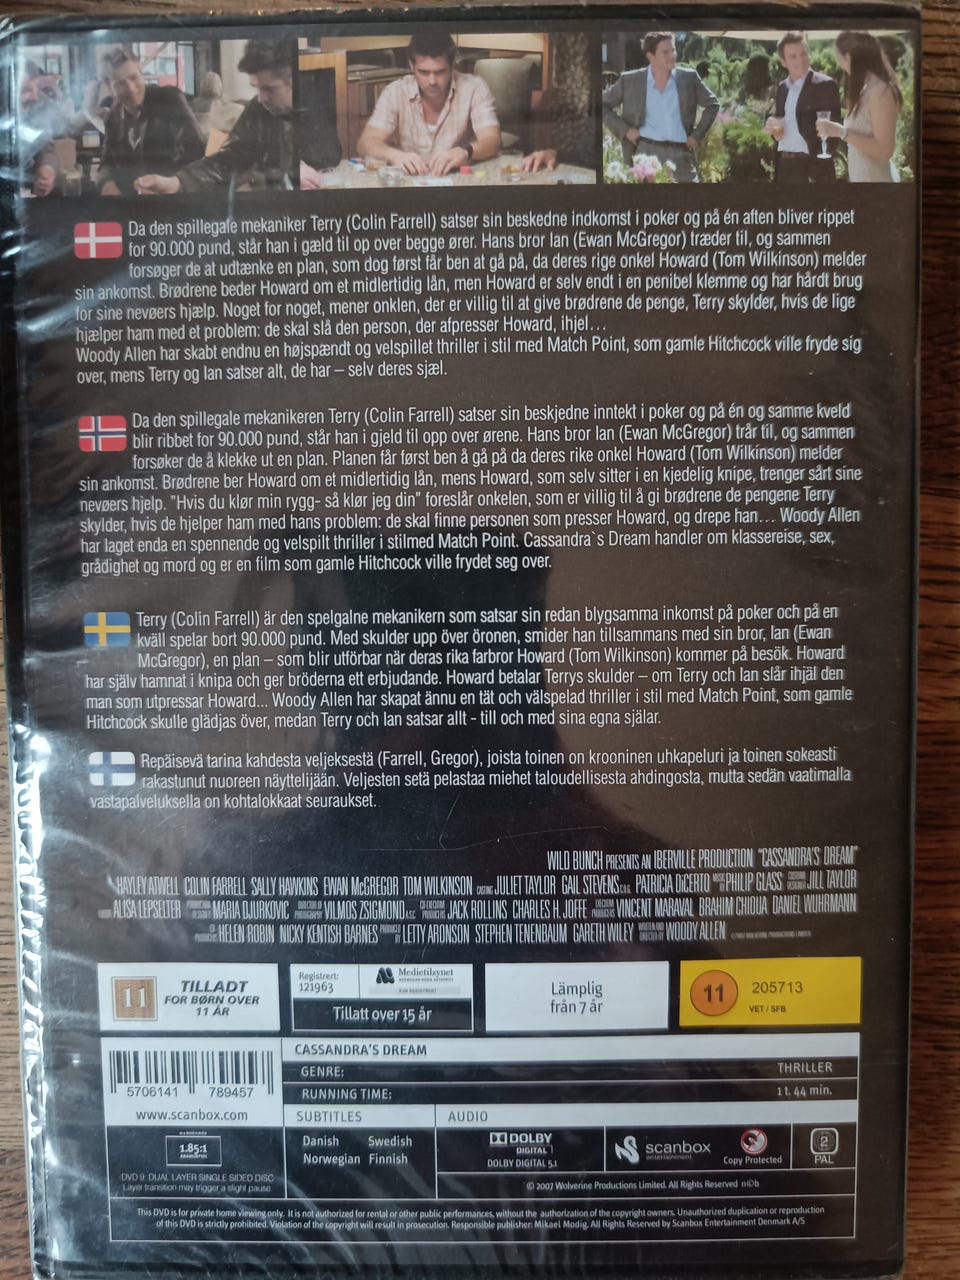 Da den spillegale mekaniker Terry (Colin Farrell) satser sin beskedne indkomst i poker og på én aften bliver rippet
for 90.000 pund, står han i gæld til op over begge ører. Hans bror Ian (Ewan McGregor) træder til, og sammen
forsøger de at udtænke en plan, som dog først får ben at gå på, da deres rige onkel Howard (Tom Wilkinson) melder
sin ankomst. Brødrene beder Howard om et midlertidig lån, men Howard er selv endt i en penibel klemme og har hårdt brug
for sine nevøers hjælp. Noget for noget, mener onklen, der er villig til at give brødrene de penge, Terry skylder, hvis de lige
hjælper ham med et problem: de skal slå den person, der afpresser Howard, ihjel…
Woody Allen har skabt endnu en højspændt og velspillet thriller i stil med Match Point, som gamle Hitchcock ville fryde sig
over, mens Terry og Ian satser alt, de har – selv deres sjæl.
Da den spillegale mekanikeren Terry (Colin Farrell) satser sin beskjedne inntekt i poker og på én og samme kveld
blir ribbet for 90.000 pund, står han i gjeld til opp over ørene. Hans bror Ian (Ewan McGregor) trår til, og sammen
forsøker de å klekke ut en plan. Planen får først ben å gå på da deres rike onkel Howard (Tom Wilkinson) melder
sin ankomst. Brødrene ber Howard om et midlertidig lån, mens Howard, som selv sitter i en kjedelig knipe, trenger sårt sine
nevøers hjelp. "Hvis du klør min rygg- så klør jeg din" foreslår onkelen, som er villig til å gi brødrene de pengene Terry
skylder, hvis de hjelper ham med hans problem: de skal finne personen som presser Howard, og drepe han… Woody Allen
har laget enda en spennende og velspilt thriller i stilmed Match Point. Cassandra`s Dream handler om klassereise, sex,
grådighet og mord og er en film som gamle Hitchcock ville frydet seg over.
Terry (Colin Farrell) är den spelgalne mekanikern som satsar sin redan blygsamma inkomst på poker och på en
kväll spelar bort 90.000 pund. Med skulder upp över öronen, smider han tillsammans med sin bror, Ian (Ewan
McGregor), en plan – som blir utförbar när deras rika farbror Howard (Tom Wilkinson) kommer på besök. Howard
har själv hamnat i knipa och ger bröderna ett erbjudande. Howard betalar Terrys skulder – om Terry och Ian slår ihjäl den
man som utpressar Howard... Woody Allen har skapat ännu en tät och välspelad thriller i stil med Match Point, som gamle
Hitchcock skulle glädjas över, medan Terry och Ian satsar allt - till och med sina egna själar.
Repäisevä tarina kahdesta veljeksestä (Farrell, Gregor), joista toinen on krooninen uhkapeluri ja toinen sokeasti
rakastunut nuoreen näyttelijään. Veljesten setä pelastaa miehet taloudellisesta ahdingosta, mutta sedän vaatimalla
vastapalveluksella on kohtalokkaat seuraukset.
WILD BUNCH PRESENTS AN IBERVILLE PRODUCTION "CASSANDRA'S DREAM"
HAYLEY ATWELL COLIN FARRELL SALLY HAWKINS EWAN McGREGOR TOM WILKINSON CASTING JULIET TAYLOR GAIL STEVENS C.D.G. PATRICIA DiCERTO MUSIC BY PHILIP GLASS COSTUME DESIGNER JILL TAYLOR
ALISA LEPSELTER PRODUCTION DESIGNER MARIA DJURKOVIC DIRECTOR OF PHOTOGRAPHY VILMOS ZSIGMOND A.S.C. CO-EXECUTIVE PRODUCERS JACK ROLLINS CHARLES H. JOFFE EXECUTIVE PRODUCERS VINCENT MARAVAL BRAHIM CHIOUA DANIEL WUHRMANN
CO-PRODUCERS HELEN ROBIN NICKY KENTISH BARNES PRODUCED BY LETTY ARONSON STEPHEN TENENBAUM GARETH WILEY WRITTEN AND DIRECTED BY WOODY ALLEN
11 TILLADT
FOR BØRN OVER
11 ÅR
Registrert:
121963
Medietilsynet
Tillatt over 15 år
Lämplig
från 7 år
11
205713
VET / SFB
5706141 789457
www.scanbox.com
CASSANDRA'S DREAM
GENRE: THRILLER
RUNNING TIME: 1 t. 44 min.
SUBTITLES
AUDIO
Danish Swedish
Norwegian Finnish
DOLBY
DIGITAL
DOLBY DIGITAL 5.1
scanbox
entertainment
Copy Protected
2
PAL
1.85:1
DVD 9 DUAL LAYER SINGLE SIDED DISC
Layer transition may trigger a slight pause
© 2007 Wolverine Productions Limited. All Rights Reserved n©b
This DVD is for private home viewing only. It is not authorized for rental or other public performances, without the authorization of the copyright owners. Unauthorized duplication or reproduction
of this DVD is strictly prohibited. Violation of the copyright will result in prosecution. Responsible publisher: Mikael Modig. All Rights Reserved by Scanbox Entertainment Denmark A/S